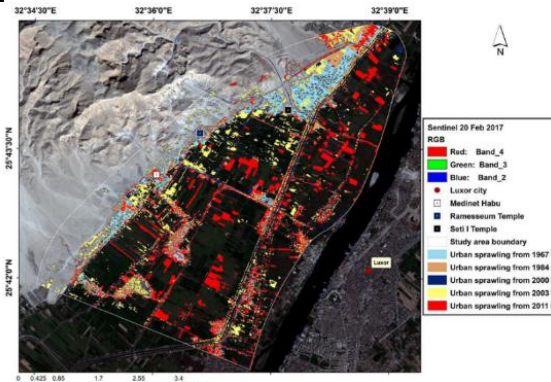 32°34'30"E 32°36'0"E 32°37'30"E 32°39'0"E
N
25°43'30"N
25°42'0"N
Luxor
Sentinel 20 Feb 2017
RGB
Red: Band_4
Green: Band_3
Blue: Band_2
Luxor city
Medinet Habu
Ramesseum Temple
Seti I Temple
Study area boundary
Urban sprawling from 1967
Urban sprawling from 1984
Urban sprawling from 2000
Urban sprawling from 2003
Urban sprawling from 2011
0 0.425 0.85 1.7 2.55 3.4